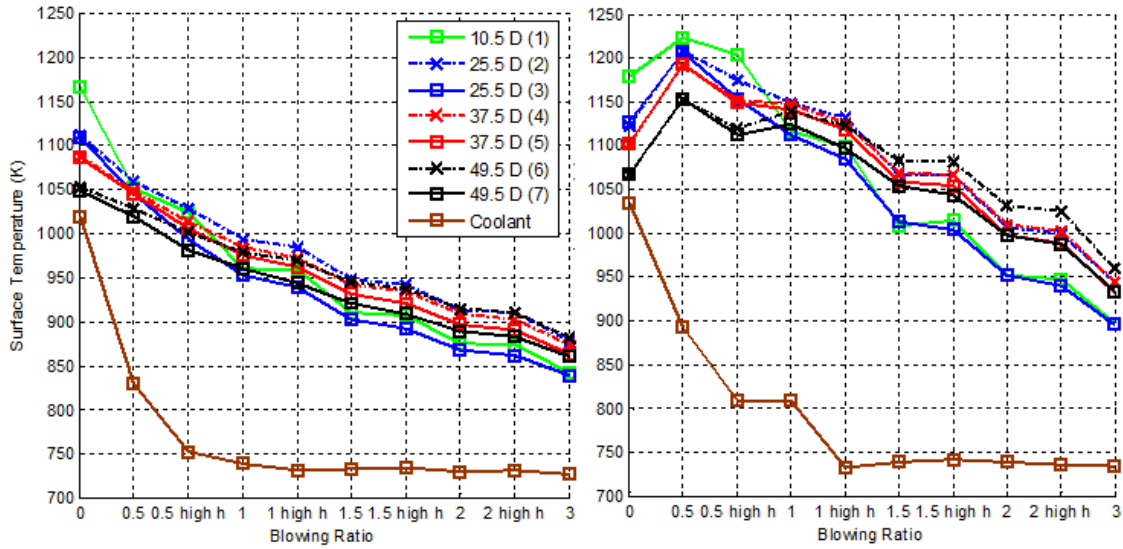 1250
1200
1150
1100
1050
1000
950
900
850
800
750
700
Surface Temperature (K)
10.5 D (1)
25.5 D (2)
25.5 D (3)
37.5 D (4)
37.5 D (5)
49.5 D (6)
49.5 D (7)
Coolant
0 0.5 0.5 high h 1 1 high h 1.5 1.5 high h 2 2 high h 3
Blowing Ratio
1250
1200
1150
1100
1050
1000
950
900
850
800
750
700
0 0.5 0.5 high h 1 1 high h 1.5 1.5 high h 2 2 high h 3
Blowing Ratio